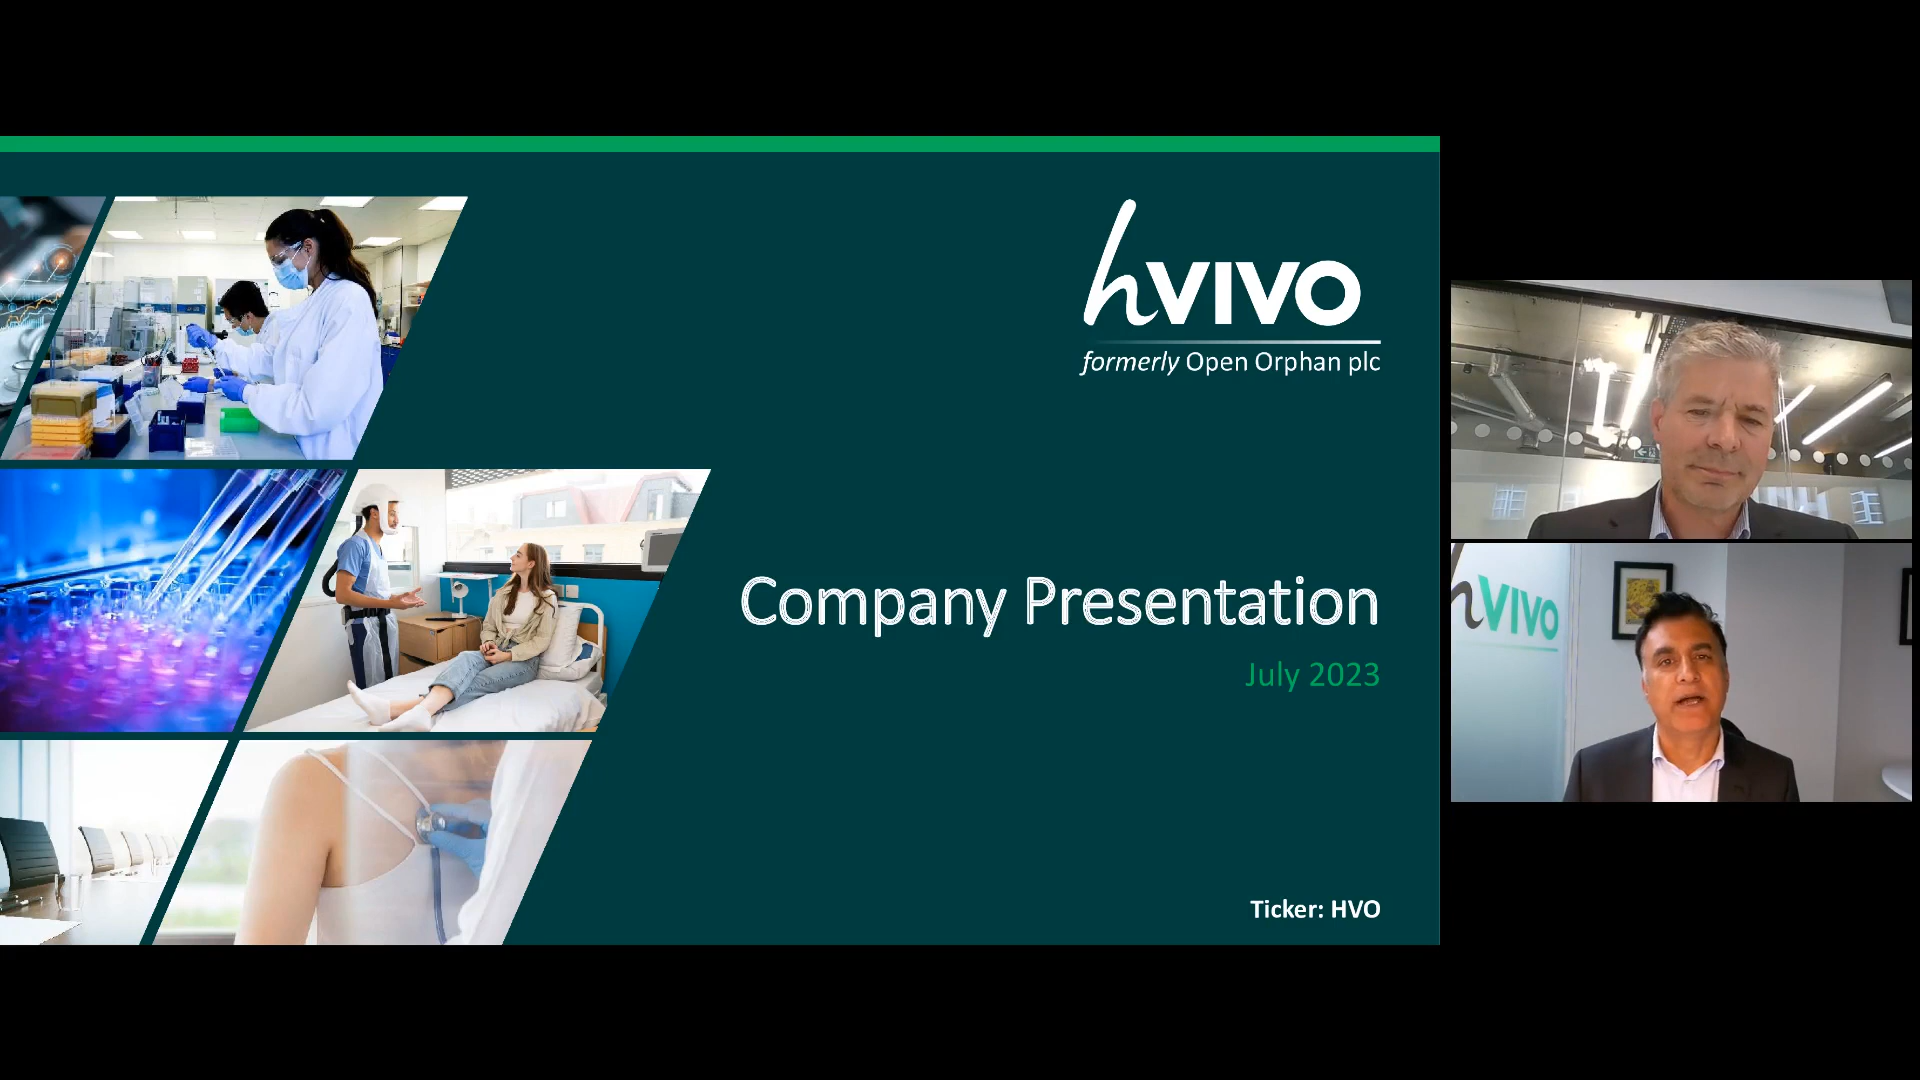 hVIVO
formerly Open Orphan plc
Company Presentation
July 2023
Ticker: HVO
hVIVO